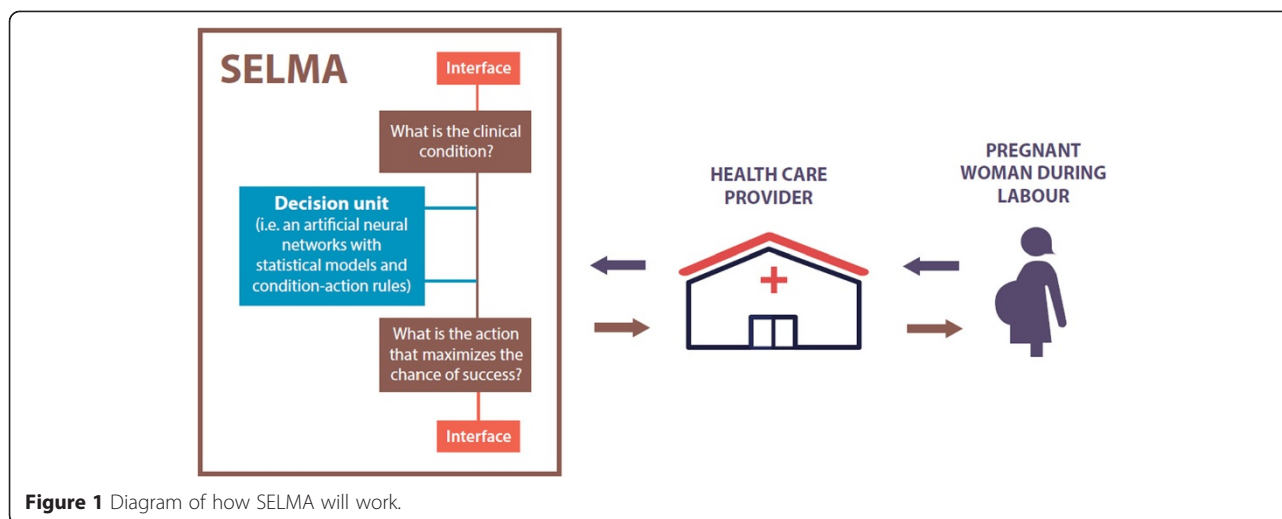 SELMA
Interface
What is the clinical
condition?
Decision unit
(i.e. an artificial neural
networks with
statistical models and
condition-action rules)
What is the action
that maximizes the
chance of success?
Interface
HEALTH CARE
PROVIDER
PREGNANT
WOMAN DURING
LABOUR
Figure 1 Diagram of how SELMA will work.